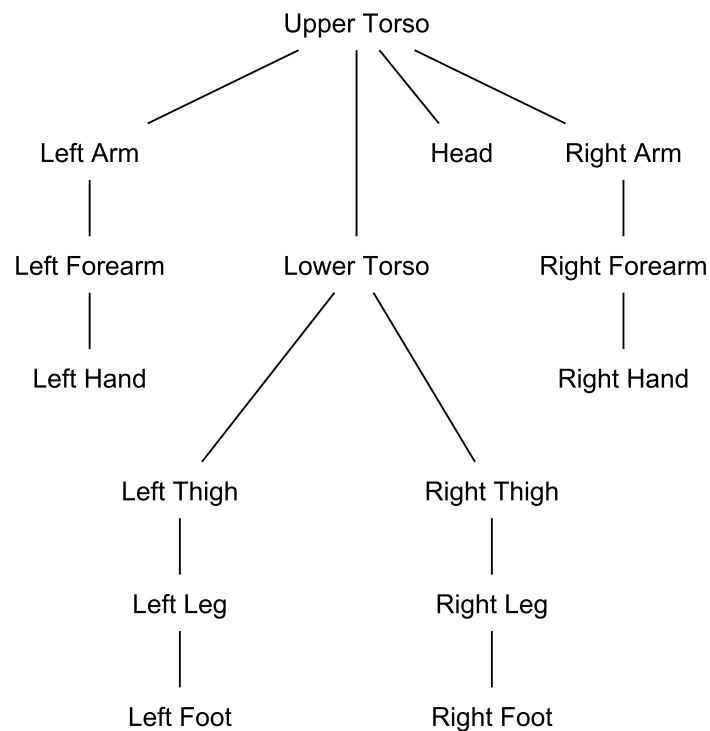 Upper Torso
Left Arm
Head
Right Arm
Left Forearm
Lower Torso
Right Forearm
Left Hand
Right Hand
Left Thigh
Right Thigh
Left Leg
Right Leg
Left Foot
Right Foot